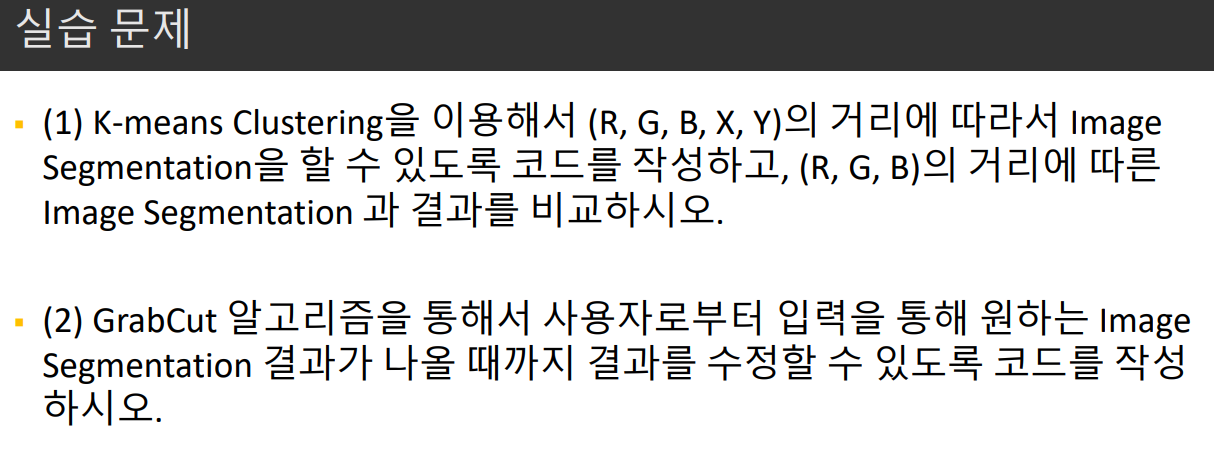 실습 문제
(1) K-means Clustering을 이용해서 (R, G, B, X, Y)의 거리에 따라서 Image
Segmentation을 할 수 있도록 코드를 작성하고, (R, G, B)의 거리에 따른
Image Segmentation 과 결과를 비교하시오.
(2) GrabCut 알고리즘을 통해서 사용자로부터 입력을 통해 원하는 Image
Segmentation 결과가 나올 때까지 결과를 수정할 수 있도록 코드를 작성
하시오.